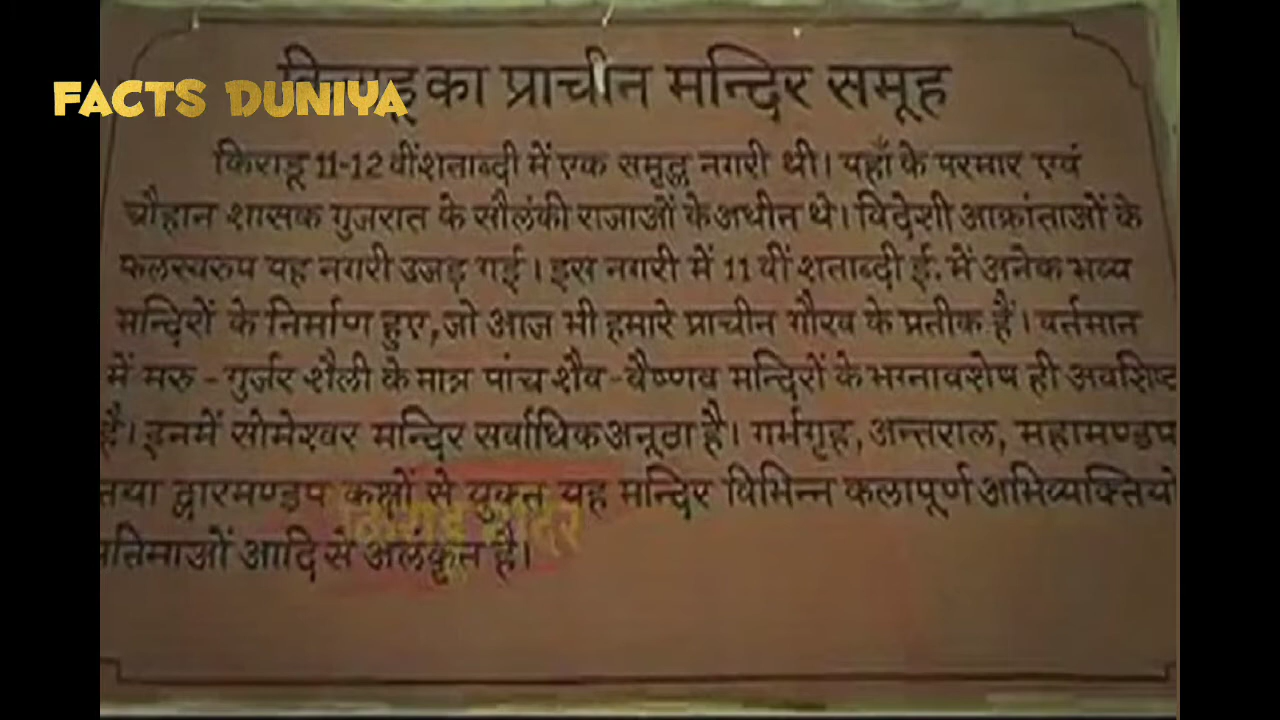 FACTS DUNIYA
का प्राचीन मन्दिर समूह
किराडू 11-12 वीं शताब्दी में एक समृद्ध नगरी थी। यहाँ के परमार एवं
चौहान शासक गुजरात के सौलंकी राजाओं के अधीन थे। विदेशी आक्रांताओं के
फलस्वरुप यह नगरी उजड़ गई। इस नगरी में 11 वीं शताब्दी ई. में अनेक भव्य
मन्दिरों के निर्माण हुए, जो आज भी हमारे प्राचीन गौरव के प्रतीक हैं। वर्तमान
में मरु - गुर्जर शैली के मात्र पांच शैव - वैष्णव मन्दिरों के भग्नावशेष ही अवशिष्ट
है। इनमें सोमेश्वर मन्दिर सर्वाधिक अनूठा है। गर्भगृह, अन्तराल, महामण्डप
तथा द्वारमण्डप कक्षों से युक्त यह मन्दिर विभिन्न कलापूर्ण अभिव्यक्तियो
किराडू मंदिर
आदि से अलंकृत है।